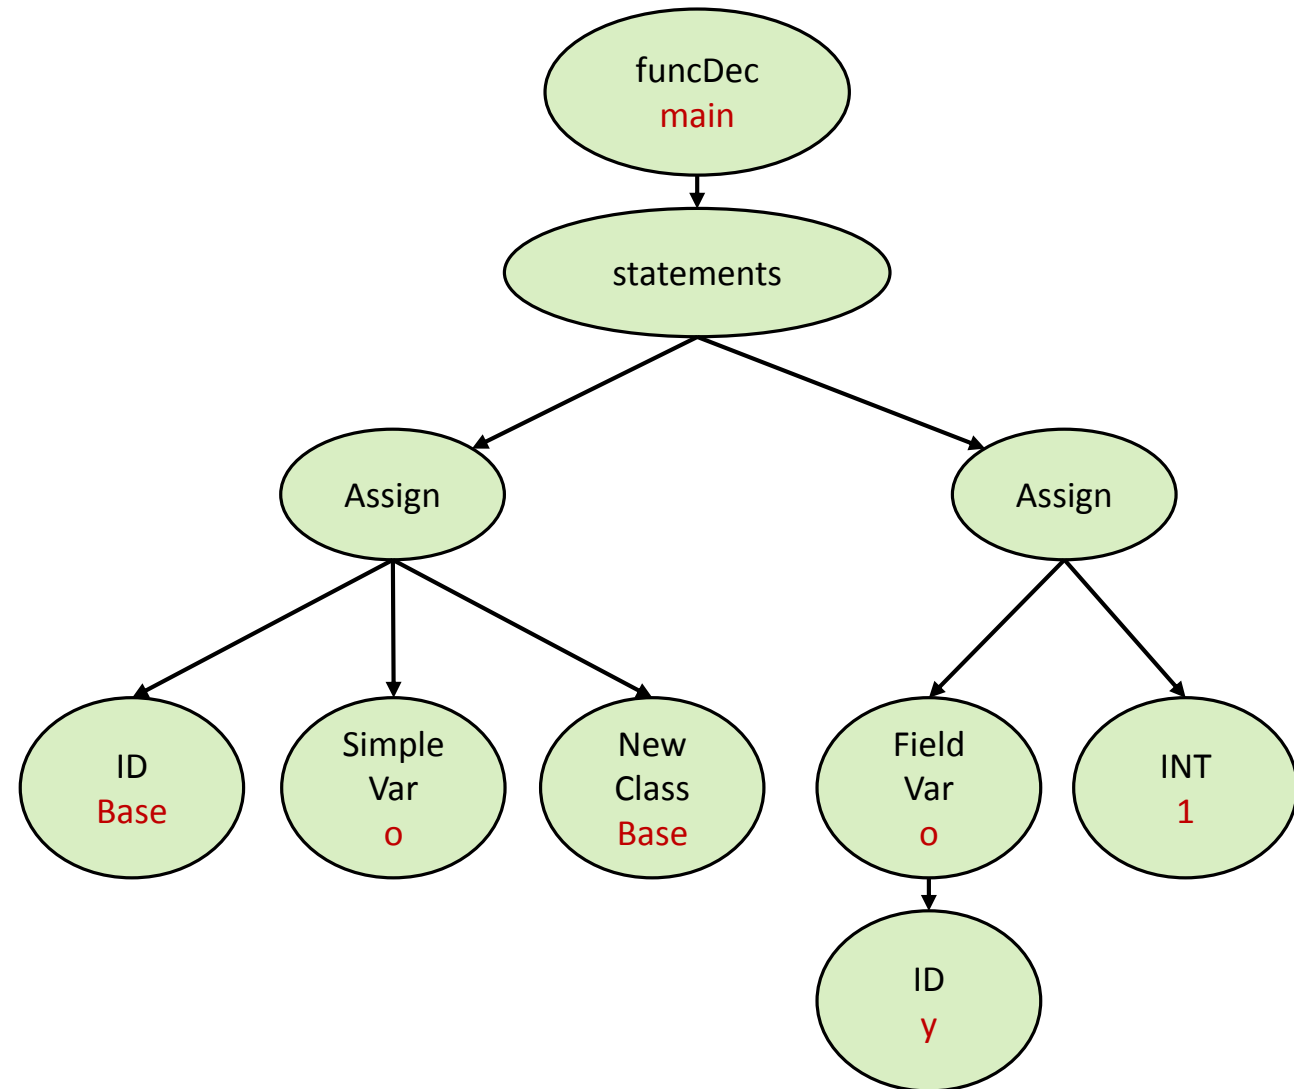 funcDec
main
statements
Assign
Assign
ID
Base
Simple
Var
o
New
Class
Base
Field
Var
o
INT
1
ID
y